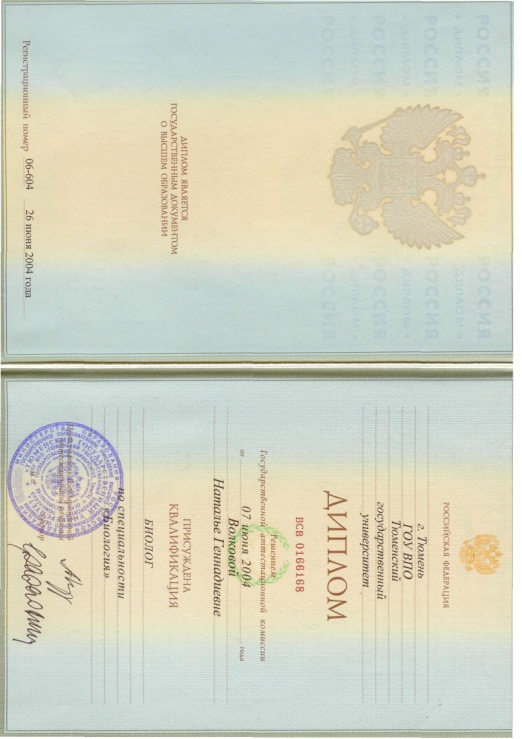 ДИПЛОМ ЯВЛЯЕТСЯ
ГОСУДАРСТВЕННЫМ ДОКУМЕНТОМ
О ВЫСШЕМ ОБРАЗОВАНИИ
Регистрационный номер 06-604 26 июня 2004 года
РОССИЙСКАЯ ФЕДЕРАЦИЯ
г. Тюмень
ГОУ ВПО
Тюменский
государственный
университет
ДИПЛОМ
ВСВ 0166168
Решением
Государственной аттестационной комиссии
от 07 июня 2004 года
Волковой
Наталье Геннадиевне
ПРИСУЖДЕНА
КВАЛИФИКАЦИЯ
БИОЛОГ
по специальности
«Биология»